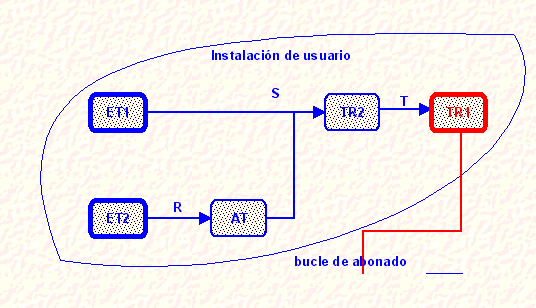 Instalación de usuario
S
ET1
TR2
T
TR1
ET2
R
AT
bucle de abonado